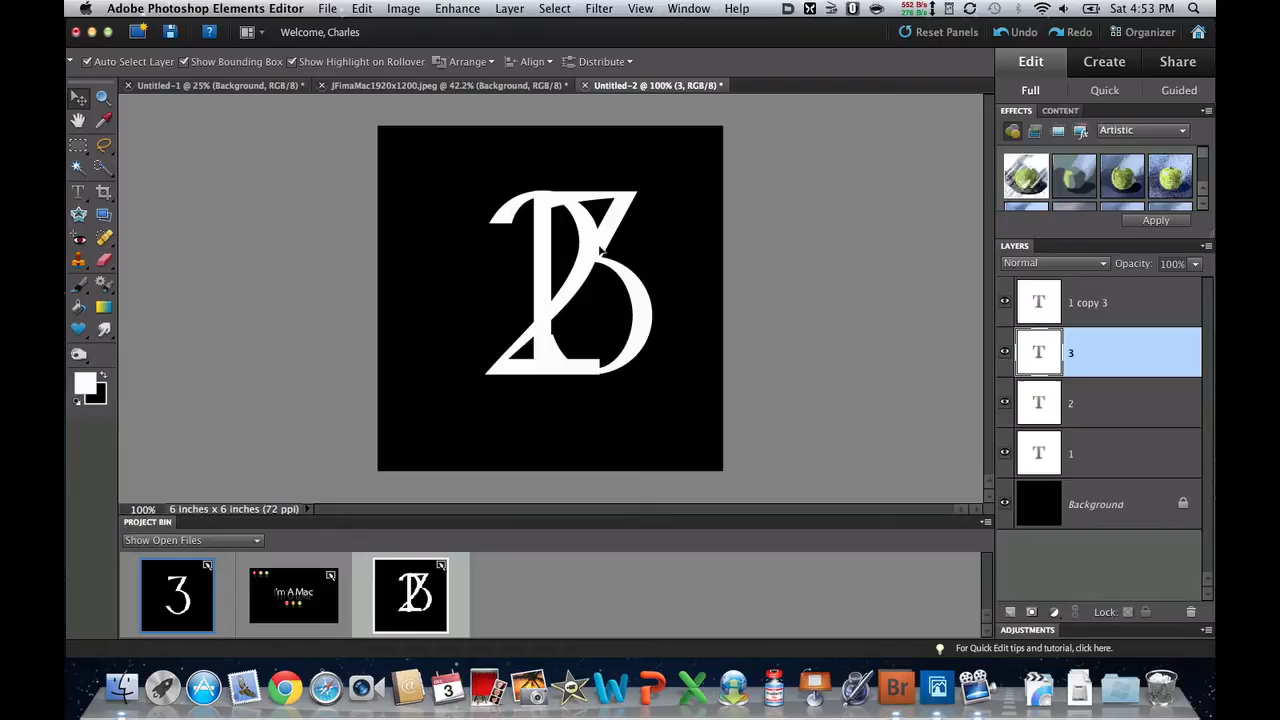 Adobe Photoshop Elements Editor File Edit Image Enhance Layer Select Filter View Window Help 552 B/s 276 B/s Sat 4:53 PM
Welcome, Charles Reset Panels Undo Redo Organizer
Auto Select Layer Show Bounding Box Show Highlight on Rollover Arrange Align Distribute Edit Create Share
Untitled-1 @ 25% (Background, RGB/8) * JFimaMac1920x1200.jpeg @ 42.2% (Background, RGB/8) * Untitled-2 @ 100% (3, RGB/8) * Full Quick Guided
EFFECTS CONTENT
Artistic
Apply
LAYERS
Normal Opacity: 100%
T 1 copy 3
T 3
T 2
T 1
Background
100% 6 inches x 6 inches (72 ppi)
PROJECT BIN
Show Open Files
3 I'm A Mac
Lock:
ADJUSTMENTS
For Quick Edit tips and tutorial, click here.
DEC 3 W P X Br